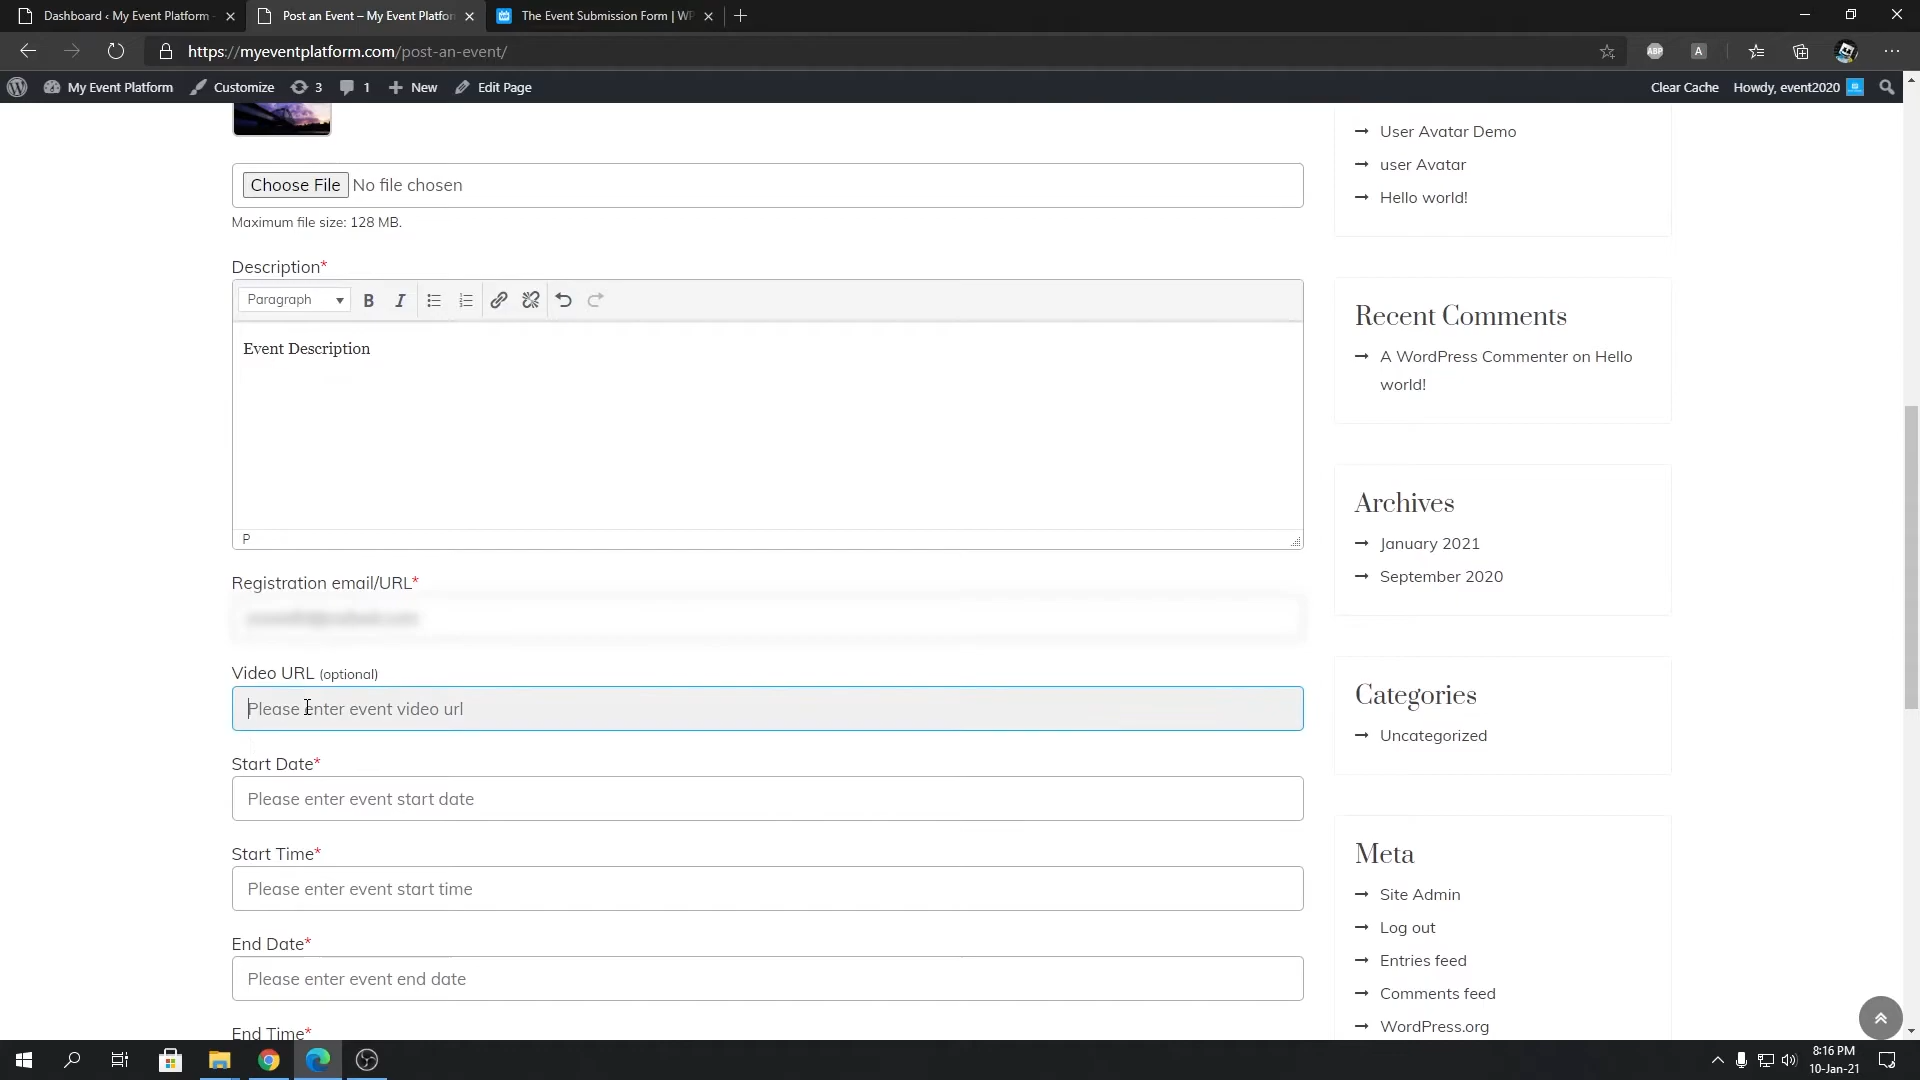 Dashboard ‹ My Event Platform -
Post an Event – My Event Platfor
The Event Submission Form | WP
https://myeventplatform.com/post-an-event/
ABP
A
My Event Platform
Customize
3
1
New
Edit Page
Clear Cache
Howdy, event2020
Choose File No file chosen
Maximum file size: 128 MB.
Description*
Paragraph
B
I
Event Description
P
Registration email/URL*
Video URL (optional)
Please enter event video url
Start Date*
Please enter event start date
Start Time*
Please enter event start time
End Date*
Please enter event end date
End Time*
User Avatar Demo
user Avatar
Hello world!
Recent Comments
A WordPress Commenter on Hello
world!
Archives
January 2021
September 2020
Categories
Uncategorized
Meta
Site Admin
Log out
Entries feed
Comments feed
WordPress.org
8:16 PM
10-Jan-21